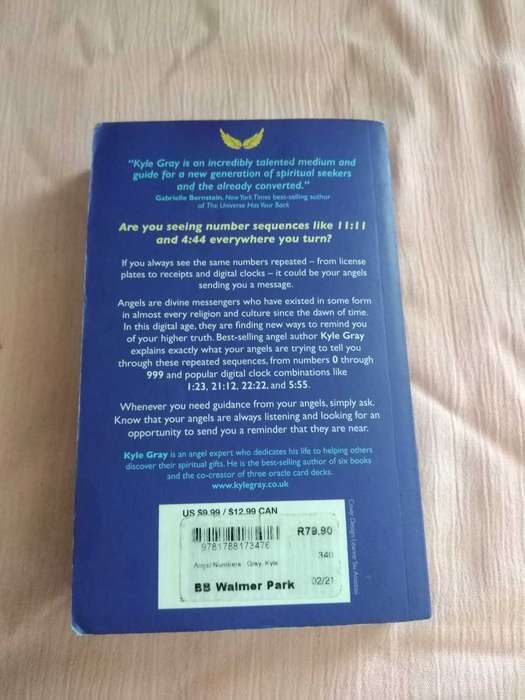 "Kyle Gray is an incredibly talented medium and
guide for a new generation of spiritual seekers
and the already converted."
Gabrielle Bernstein, New York Times best-selling author
of The Universe Has Your Back
Are you seeing number sequences like 11:11
and 4:44 everywhere you turn?
If you always see the same numbers repeated – from license
plates to receipts and digital clocks – it could be your angels
sending you a message.
Angels are divine messengers who have existed in some form
in almost every religion and culture since the dawn of time.
In this digital age, they are finding new ways to remind you
of your higher truth. Best-selling angel author Kyle Gray
explains exactly what your angels are trying to tell you
through these repeated sequences, from numbers 0 through
999 and popular digital clock combinations like
1:23, 21:12, 22:22, and 5:55.
Whenever you need guidance from your angels, simply ask.
Know that your angels are always listening and looking for an
opportunity to send you a reminder that they are near.
Kyle Gray is an angel expert who dedicates his life to helping others
discover their spiritual gifts. He is the best-selling author of six books
and the co-creator of three oracle card decks.
www.kylegray.co.uk
US $9.99 / $12.99 CAN
R79.90
9781788173476
340
Angel Numbers Gray, Kyle
BB Walmer Park
02/21
Cover Design: Leanne Siu Anastasi